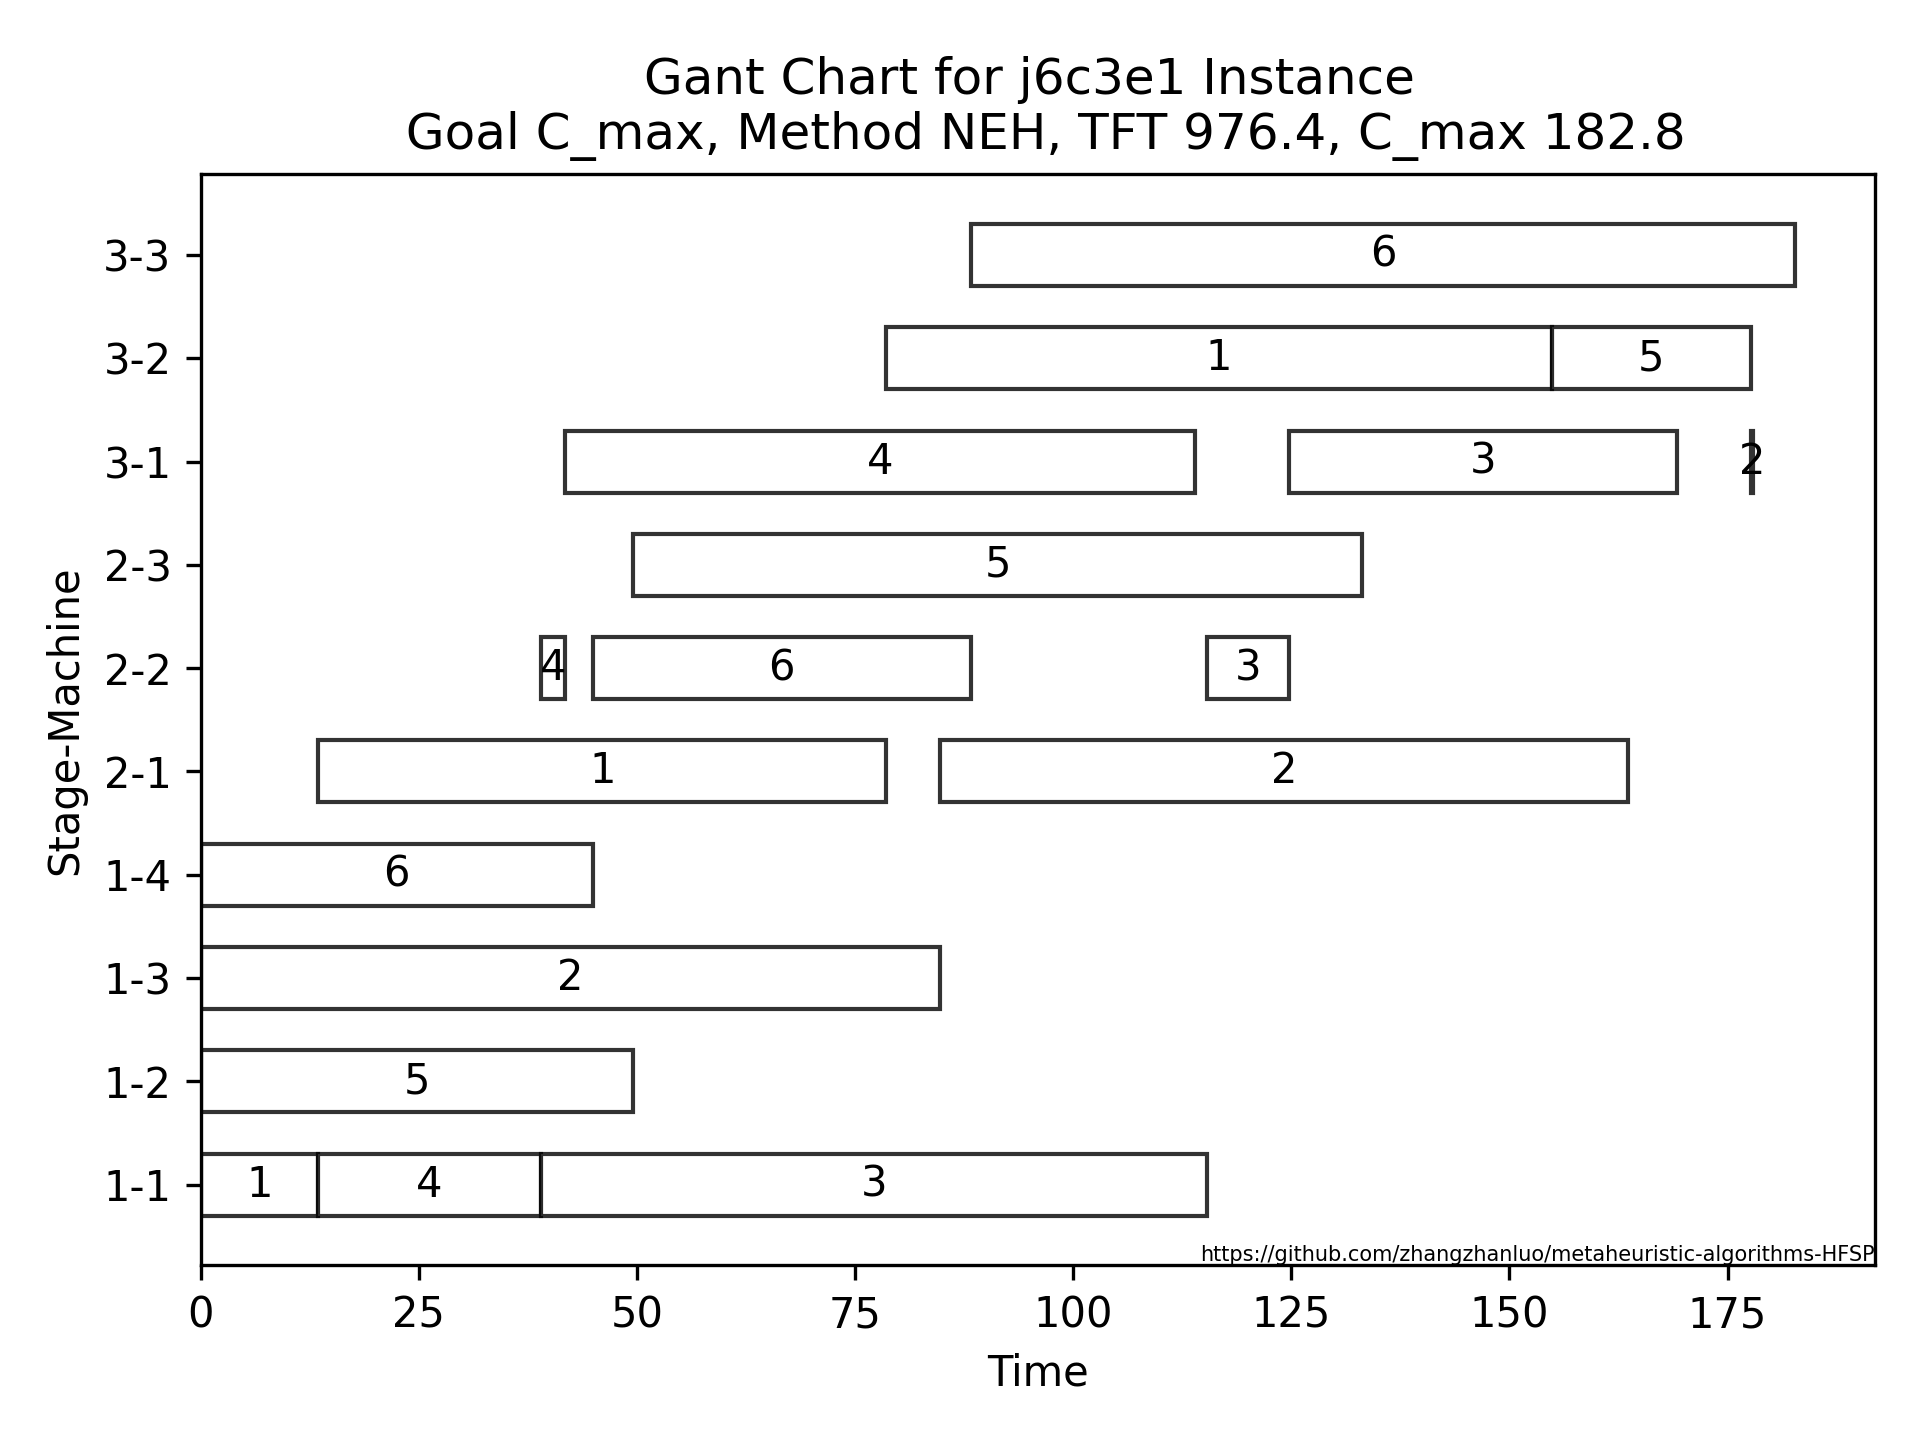 Gant Chart for j6c3e1 Instance
Goal C_max, Method NEH, TFT 976.4, C_max 182.8
Stage-Machine
3-3
6
3-2
1 5
3-1
4 3 2
2-3
5
2-2
4 6 3
2-1
1 2
1-4
6
1-3
2
1-2
5
1-1
1 4 3
https://github.com/zhangzhanluo/metaheuristic-algorithms-HFSP
0 25 50 75 100 125 150 175
Time